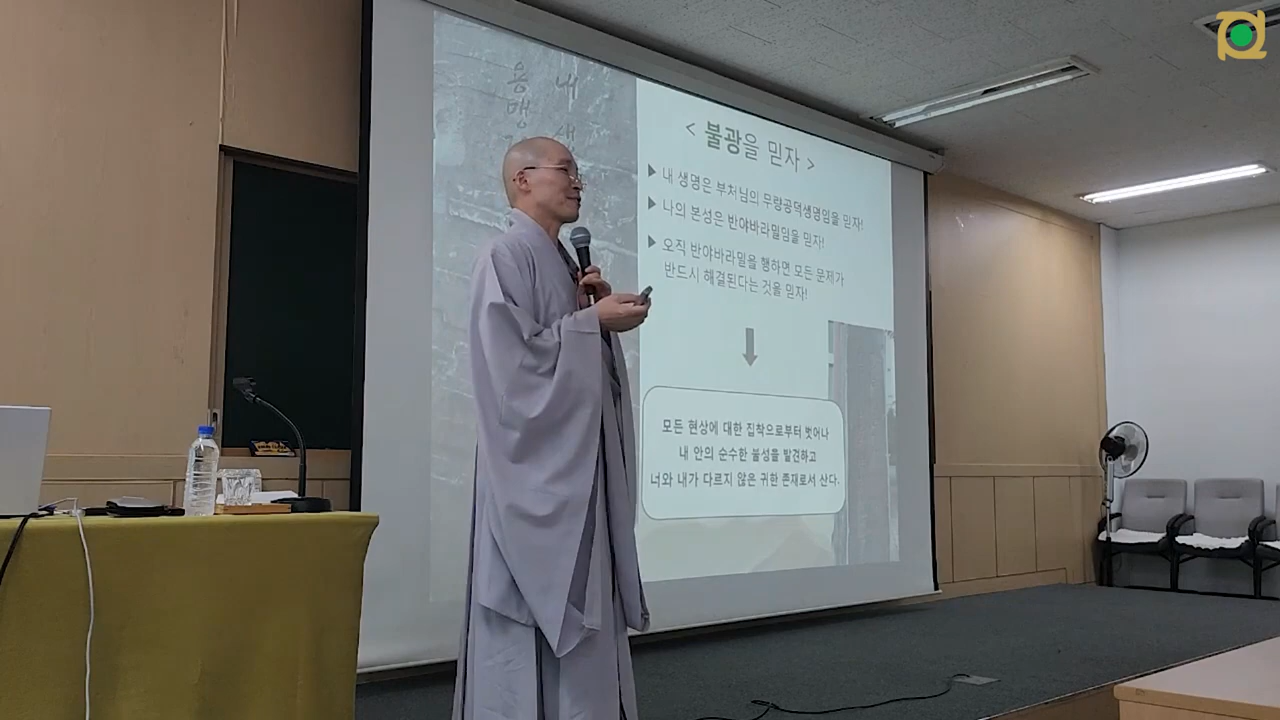 내 생
용맹
< 불광을 믿자 >
▶ 내 생명은 부처님의 무량공덕생명임을 믿자!
▶ 나의 본성은 반야바라밀임을 믿자!
▶ 오직 반야바라밀을 행하면 모든 문제가
반드시 해결된다는 것을 믿자!
모든 현상에 대한 집착으로부터 벗어나
내 안의 순수한 불성을 발견하고
너와 내가 다르지 않은 귀한 존재로서 산다.